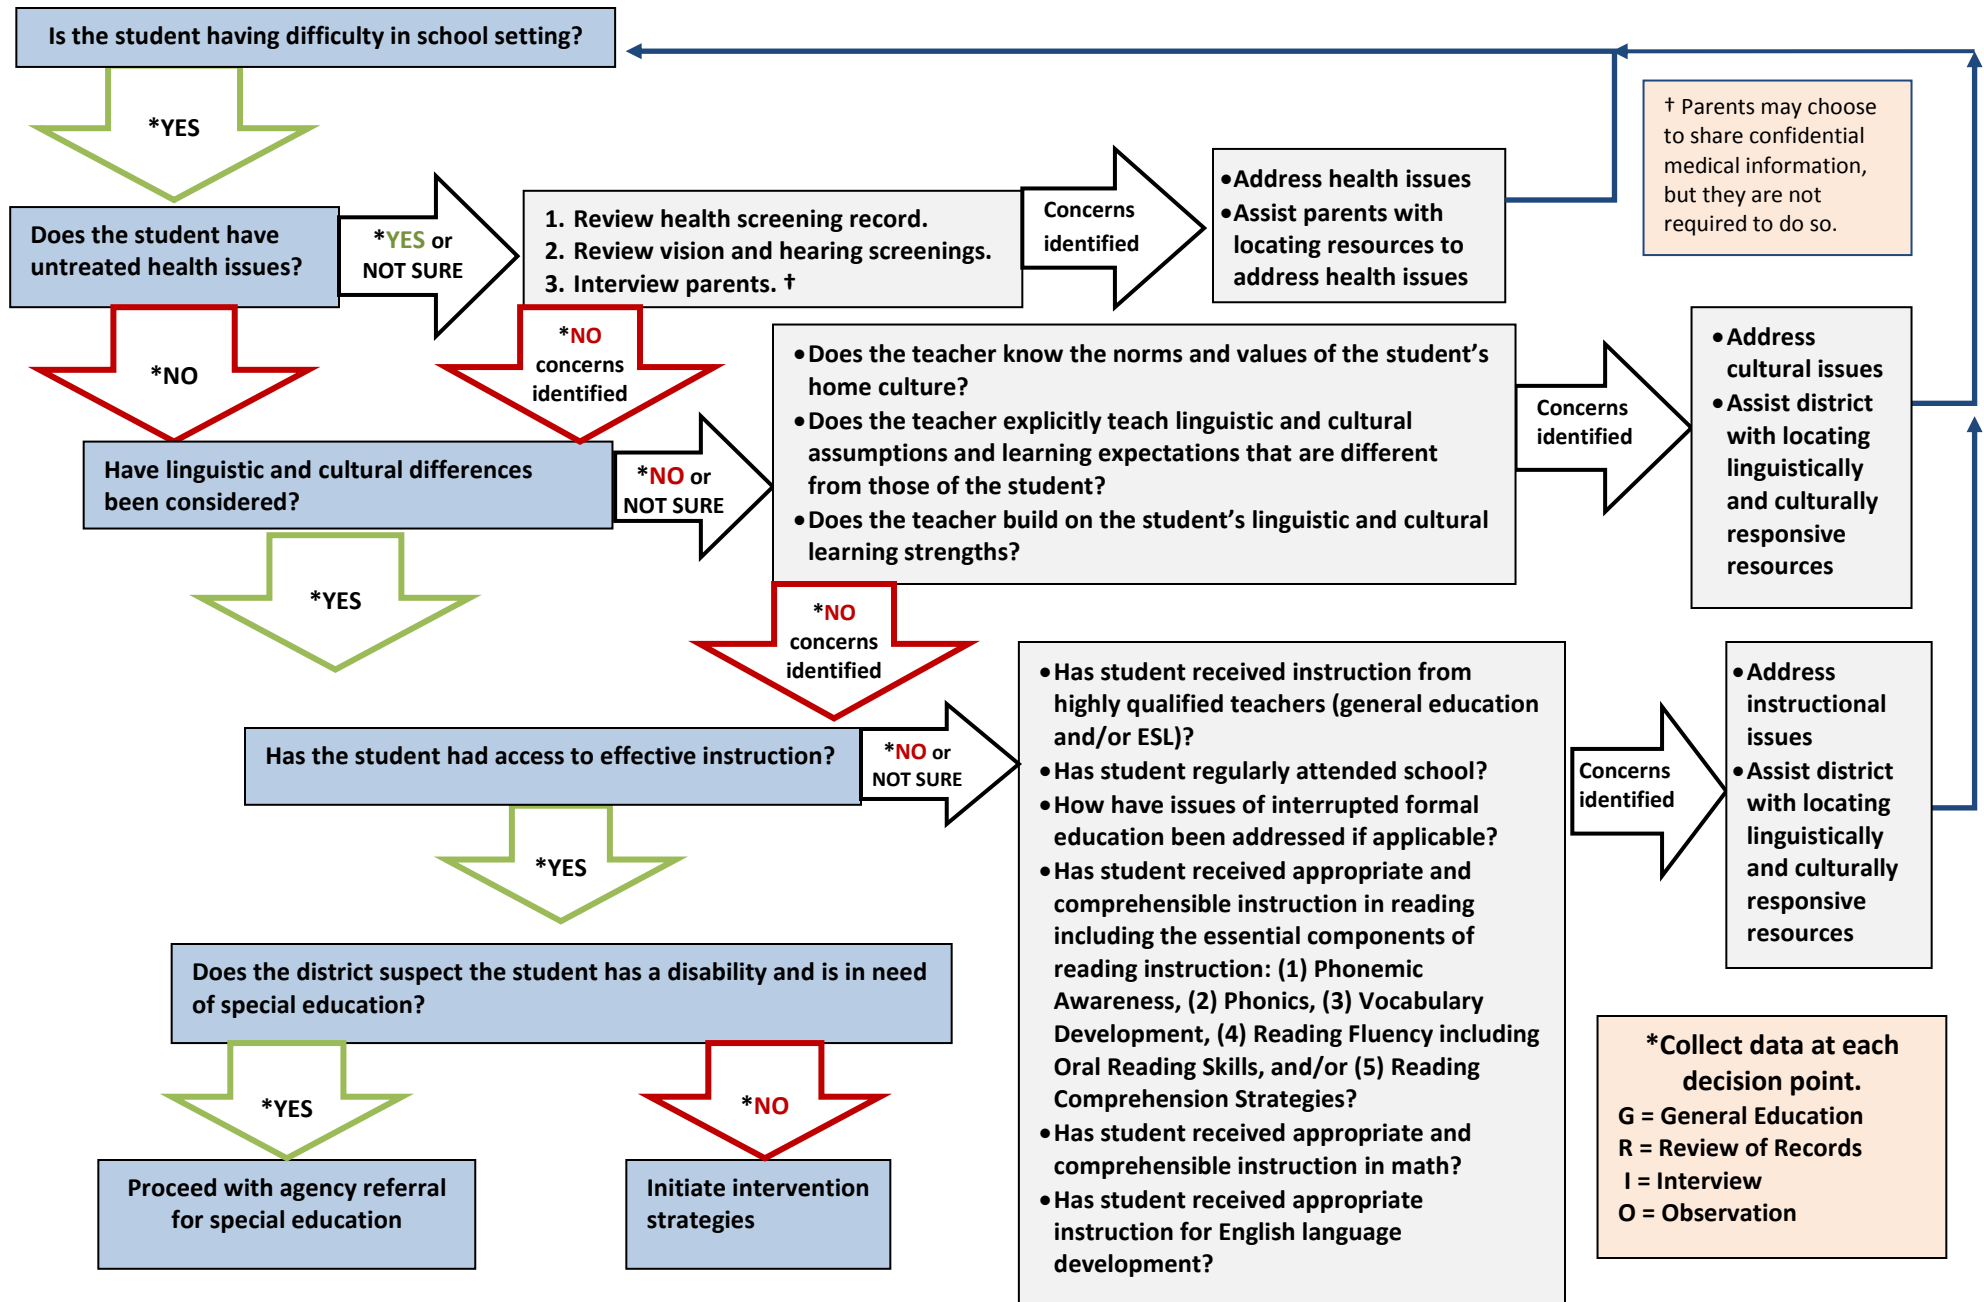 Is the student having difficulty in school setting?
*YES
† Parents may choose
to share confidential
medical information,
but they are not
required to do so.
Does the student have
untreated health issues?
*YES or
NOT SURE
1. Review health screening record.
2. Review vision and hearing screenings.
3. Interview parents. †
Concerns
identified
•Address health issues
•Assist parents with
locating resources to
address health issues
*NO
*NO
concerns
identified
Have linguistic and cultural differences
been considered?
*NO or
NOT SURE
•Does the teacher know the norms and values of the student’s
home culture?
•Does the teacher explicitly teach linguistic and cultural
assumptions and learning expectations that are different
from those of the student?
•Does the teacher build on the student’s linguistic and cultural
learning strengths?
Concerns
identified
•Address
cultural issues
•Assist district
with locating
linguistically
and culturally
responsive
resources
*YES
*NO
concerns
identified
Has the student had access to effective instruction?
*NO or
NOT SURE
•Has student received instruction from
highly qualified teachers (general education
and/or ESL)?
•Has student regularly attended school?
•How have issues of interrupted formal
education been addressed if applicable?
•Has student received appropriate and
comprehensible instruction in reading
including the essential components of
reading instruction: (1) Phonemic
Awareness, (2) Phonics, (3) Vocabulary
Development, (4) Reading Fluency including
Oral Reading Skills, and/or (5) Reading
Comprehension Strategies?
•Has student received appropriate and
comprehensible instruction in math?
•Has student received appropriate
instruction for English language
development?
Concerns
identified
•Address
instructional
issues
•Assist district
with locating
linguistically
and culturally
responsive
resources
*YES
Does the district suspect the student has a disability and is in need
of special education?
*YES
*NO
Proceed with agency referral
for special education
Initiate intervention
strategies
*Collect data at each
decision point.
G = General Education
R = Review of Records
I = Interview
O = Observation